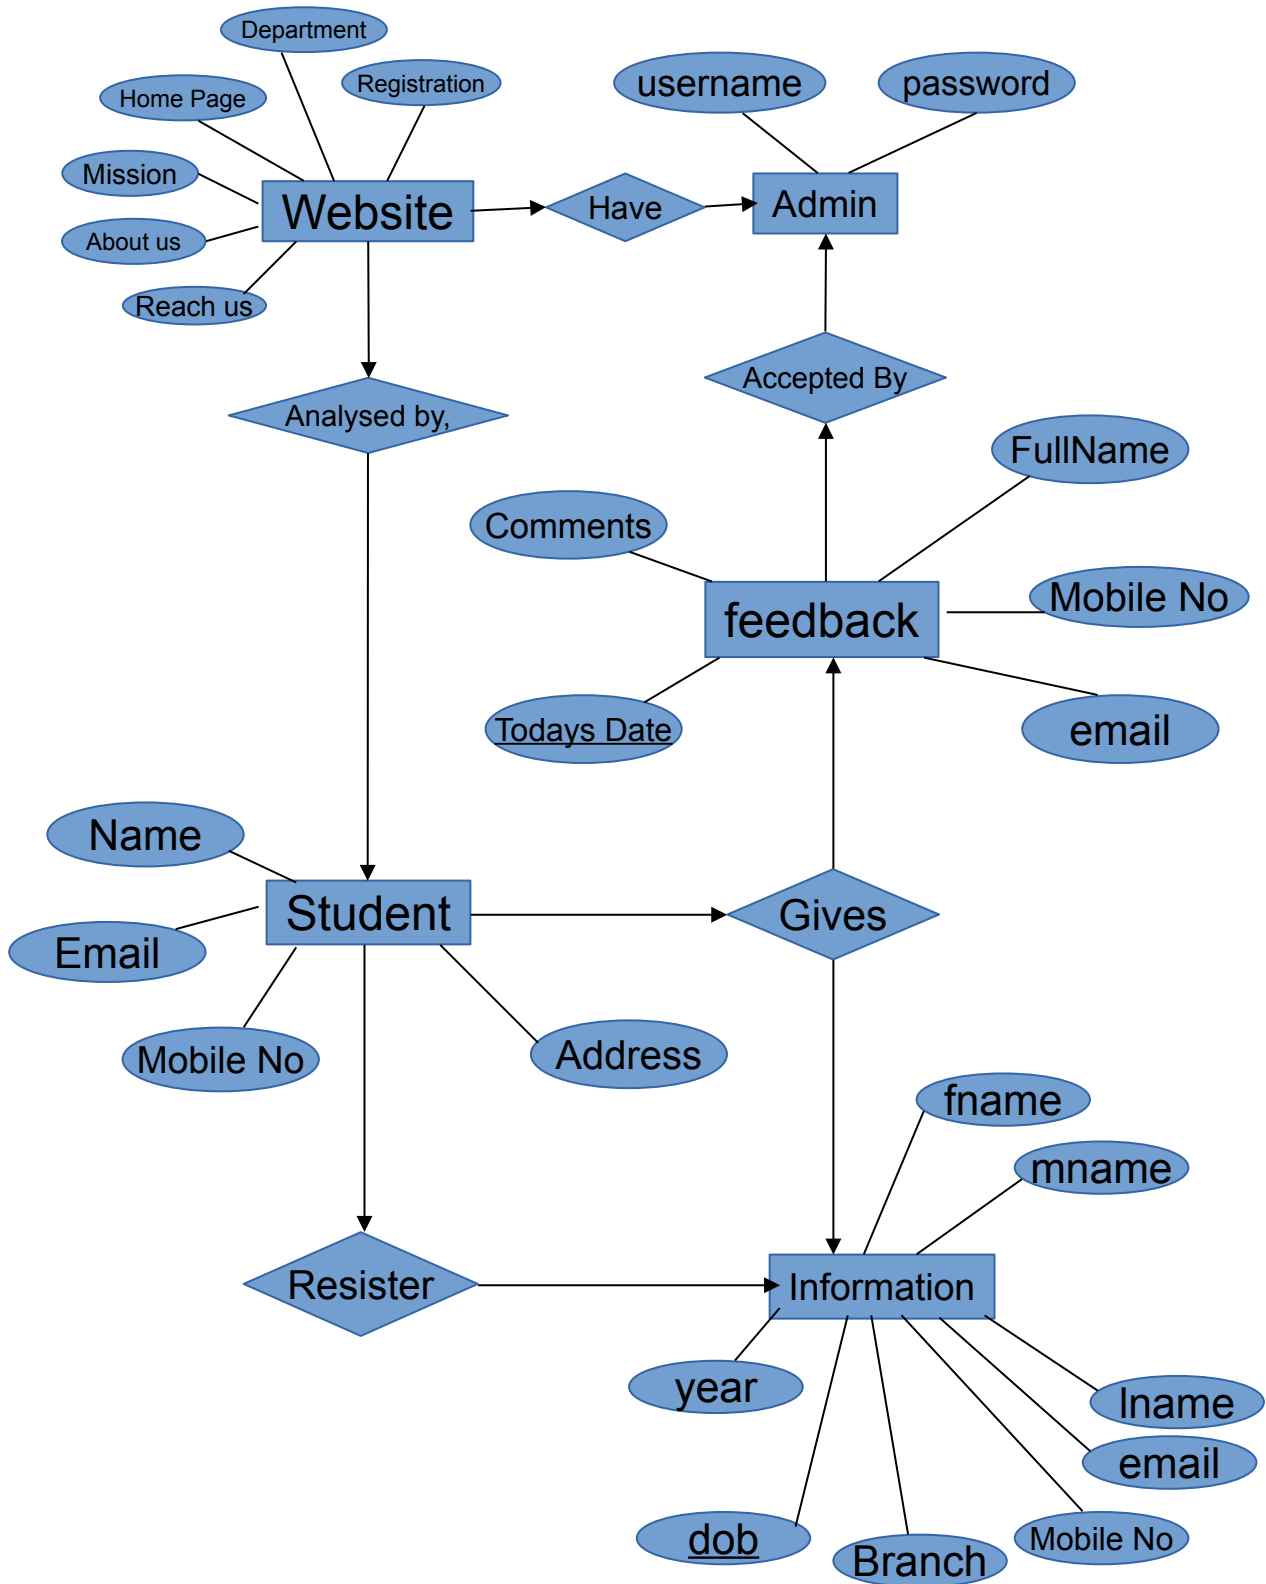 Department
Registration
Home Page
username
password
Mission
Website
Have
Admin
About us
Reach us
Accepted By
Analysed by,
FullName
Comments
feedback
Mobile No
Todays Date
email
Name
Student
Gives
Email
Mobile No
Address
fname
mname
Resister
Information
year
lname
email
dob
Branch
Mobile No